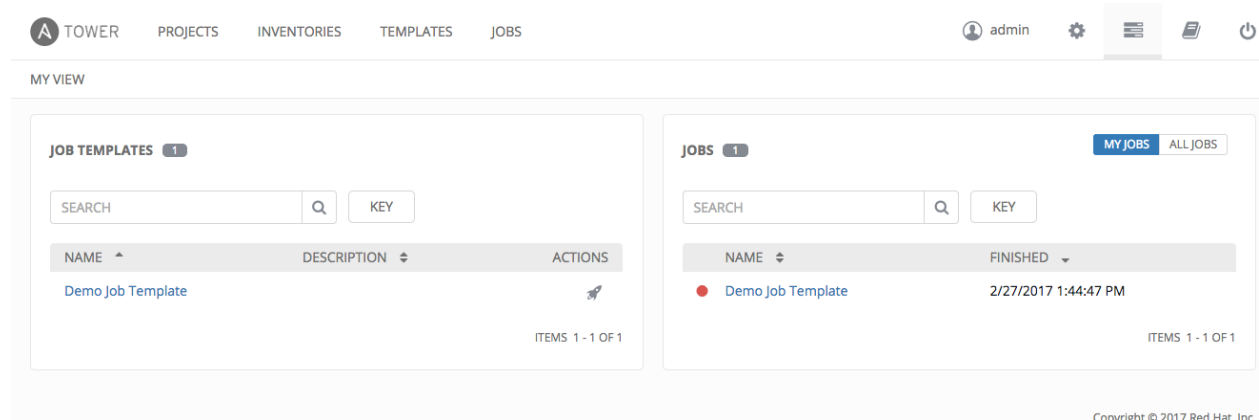 A TOWER PROJECTS INVENTORIES TEMPLATES JOBS admin
MY VIEW
JOB TEMPLATES 1
SEARCH KEY
NAME DESCRIPTION ACTIONS
Demo Job Template
ITEMS 1 - 1 OF 1
JOBS 1 MY JOBS ALL JOBS
SEARCH KEY
NAME FINISHED
Demo Job Template 2/27/2017 1:44:47 PM
ITEMS 1 - 1 OF 1
Copyright © 2017 Red Hat, Inc.